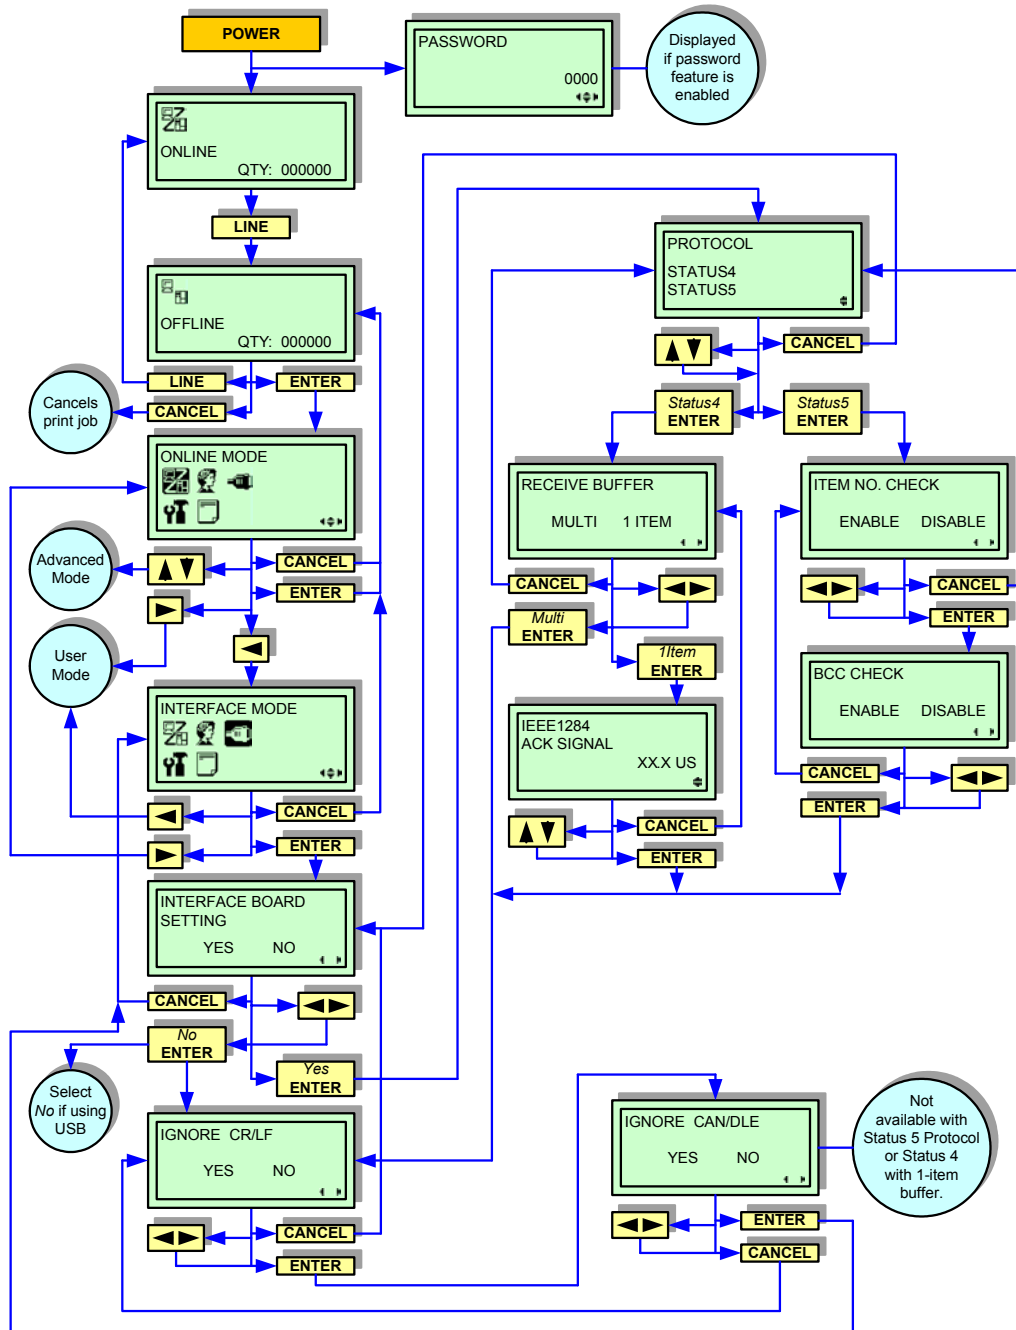 POWER
PASSWORD
0000
Displayed
if password
feature is
enabled
ONLINE
QTY: 000000
LINE
OFFLINE
QTY: 000000
LINE
ENTER
CANCEL
Cancels
print job
PROTOCOL
STATUS4
STATUS5
CANCEL
Status4
ENTER
Status5
ENTER
ONLINE MODE
Advanced
Mode
CANCEL
ENTER
User
Mode
RECEIVE BUFFER
MULTI 1 ITEM
CANCEL
Multi
ENTER
1Item
ENTER
ITEM NO. CHECK
ENABLE DISABLE
CANCEL
ENTER
INTERFACE MODE
CANCEL
ENTER
IEEE1284
ACK SIGNAL
XX.X US
CANCEL
ENTER
BCC CHECK
ENABLE DISABLE
CANCEL
ENTER
INTERFACE BOARD
SETTING
YES NO
CANCEL
No
ENTER
Yes
ENTER
Select
No if using
USB
IGNORE CR/LF
YES NO
CANCEL
ENTER
IGNORE CAN/DLE
YES NO
ENTER
CANCEL
Not
available with
Status 5 Protocol
or Status 4
with 1-item
buffer.